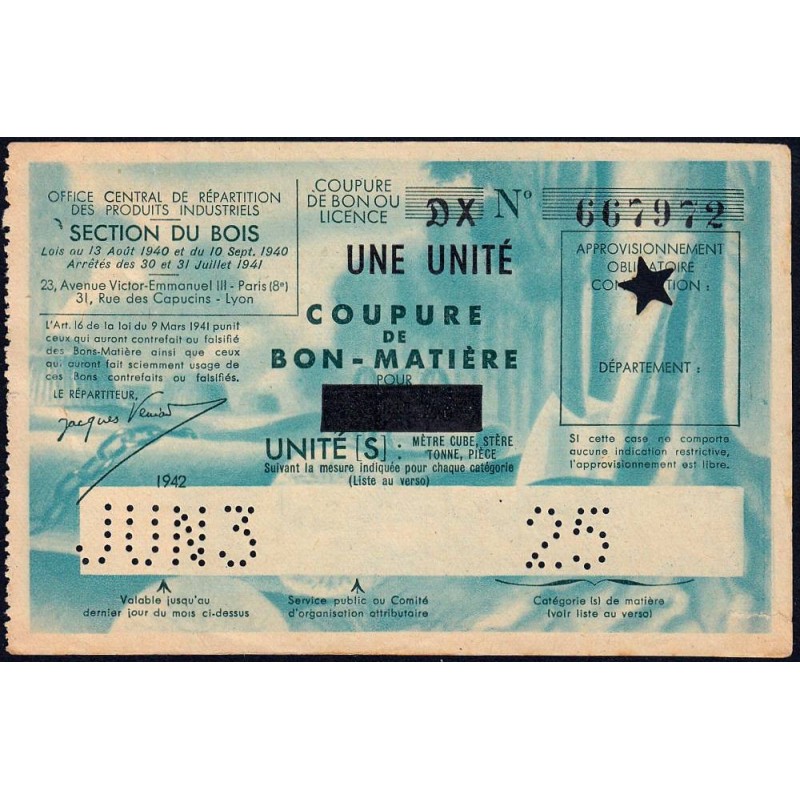 OFFICE CENTRAL DE RÉPARTITION
DES PRODUITS INDUSTRIELS
SECTION DU BOIS
Lois du 13 Août 1940 et du 10 Sept. 1940
Arrêtés des 30 et 31 Juillet 1941
23, Avenue Victor-Emmanuel III - Paris (8e)
31, Rue des Capucins - Lyon
L'Art. 16 de la loi du 9 Mars 1941 punit
ceux qui auront contrefait ou falsifié
des Bons-Matière ainsi que ceux
qui auront fait sciemment usage de
ces Bons contrefaits ou falsifiés.
LE RÉPARTITEUR,
Jacques
1942
COUPURE
DE BON OU
LICENCE
DX No 667972
UNE UNITÉ
COUPURE
DE
BON-MATIÈRE
POUR
UNITÉ [S] : MÈTRE CUBE, STÈRE
TONNE, PIÈCE
Suivant la mesure indiquée pour chaque catégorie
(Liste au verso)
APPROVISIONNEMENT
OBLIGATOIRE
:
DÉPARTEMENT :
Si cette case ne comporte
aucune indication restrictive,
l'approvisionnement est libre.
JUN3 25
Valable jusqu'au
dernier jour du mois ci-dessus
Service public ou Comité
d'organisation attributaire
Catégorie (s) de matière
(voir liste au verso)